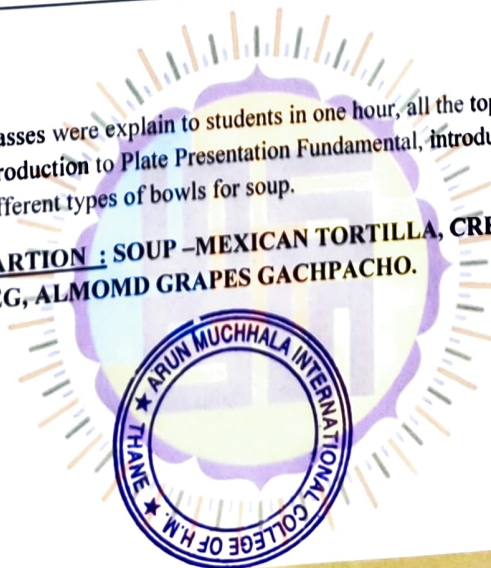 asses were explain to students in one hour, all the top
roduction to Plate Presentation Fundamental, introdu
fferent types of bowls for soup.
ARTION : SOUP –MEXICAN TORTILLA, CRE
G, ALMOMD GRAPES GACHPACHO.
★ ARUN MUCHHALA INTERNATIONAL COLLEGE OF H.M. ★ THANE